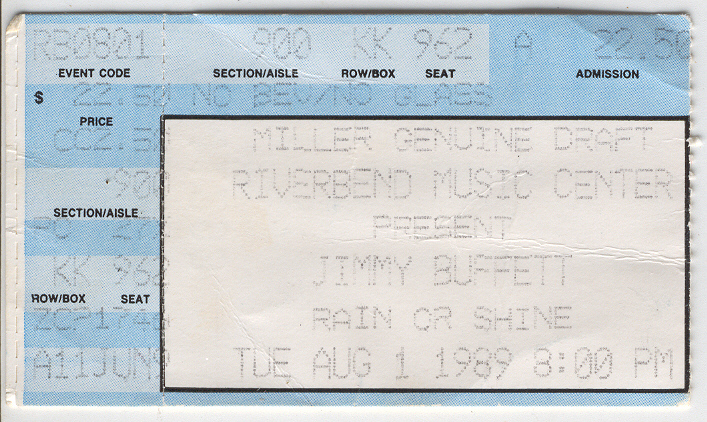 RB0801 900 KK 962 A 22.50
EVENT CODE SECTION/AISLE ROW/BOX SEAT ADMISSION
$ 22.50 NO BEV/NO GLASS
PRICE
MILLER GENUINE DRAFT
900 RIVERBEND MUSIC CENTER
SECTION/AISLE
PRESENT
KK 962 JIMMY BUFFETT
ROW/BOX SEAT
RAIN OR SHINE
A11JUN9 TUE AUG 1 1989 8:00 PM